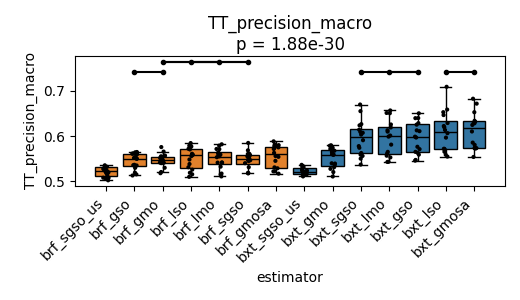 TT_precision_macro
p = 1.88e-30
TT_precision_macro
0.7
0.6
0.5
brf_sgso_us
brf_gso
brf_gmo
brf_lso
brf_lmo
brf_sgso
brf_gmosa
bxt_sgso_us
bxt_gmo
bxt_sgso
bxt_lmo
bxt_gso
bxt_lso
bxt_gmosa
estimator